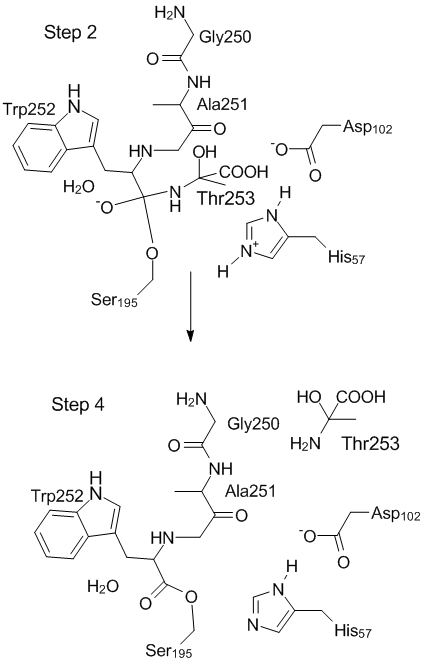 Step 2
H₂N
Gly250
O
NH
Ala251
Trp252
H
N
HN
O
OH
COOH
H₂O
⁻O
N
H
Thr253
O
Ser₁₉₅
⁻O
Asp₁₀₂
O
H
N
N⁺
H
His₅₇
Step 4
H₂N
Gly250
O
NH
Ala251
HO
COOH
H₂N
Thr253
Trp252
H
N
HN
O
H₂O
O
O
Ser₁₉₅
⁻O
Asp₁₀₂
O
H
N
N
His₅₇